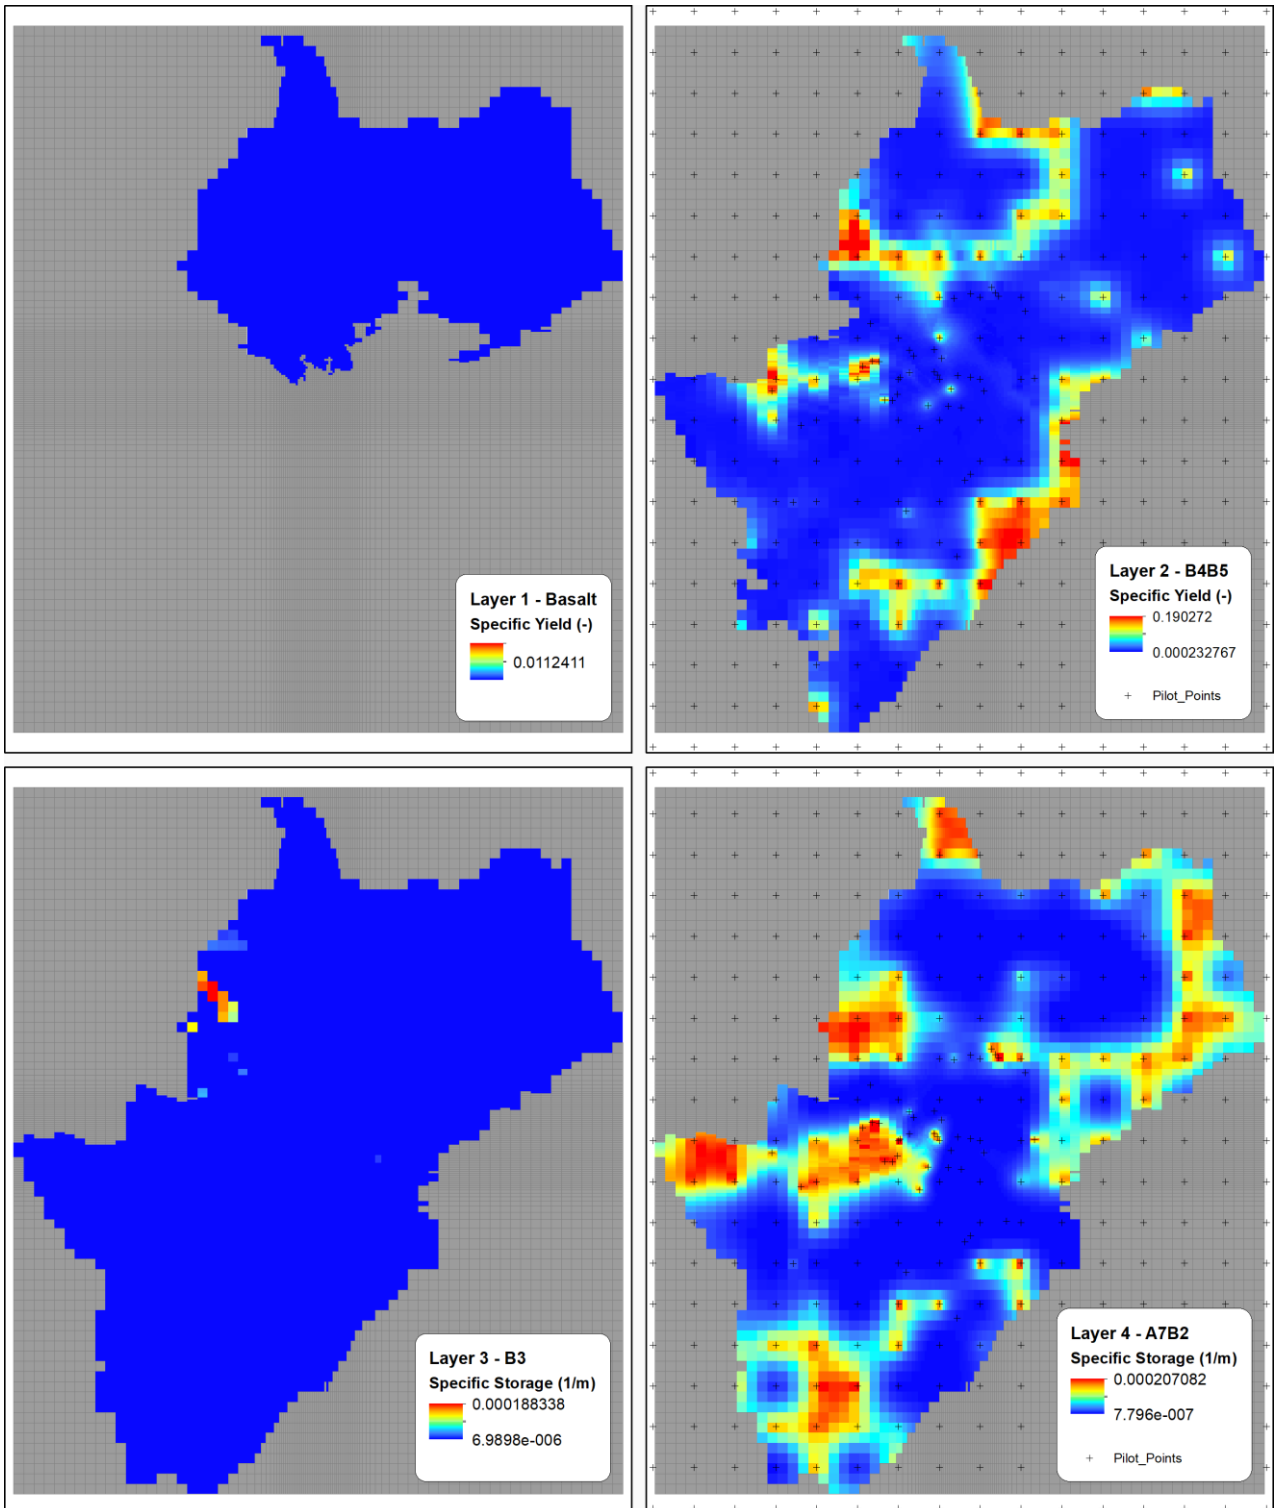 Layer 1 - Basalt
Specific Yield (-)
0.0112411
Layer 2 - B4B5
Specific Yield (-)
0.190272
0.000232767
Pilot_Points
Layer 3 - B3
Specific Storage (1/m)
0.000188338
6.9898e-006
Layer 4 - A7B2
Specific Storage (1/m)
0.000207082
7.796e-007
Pilot_Points